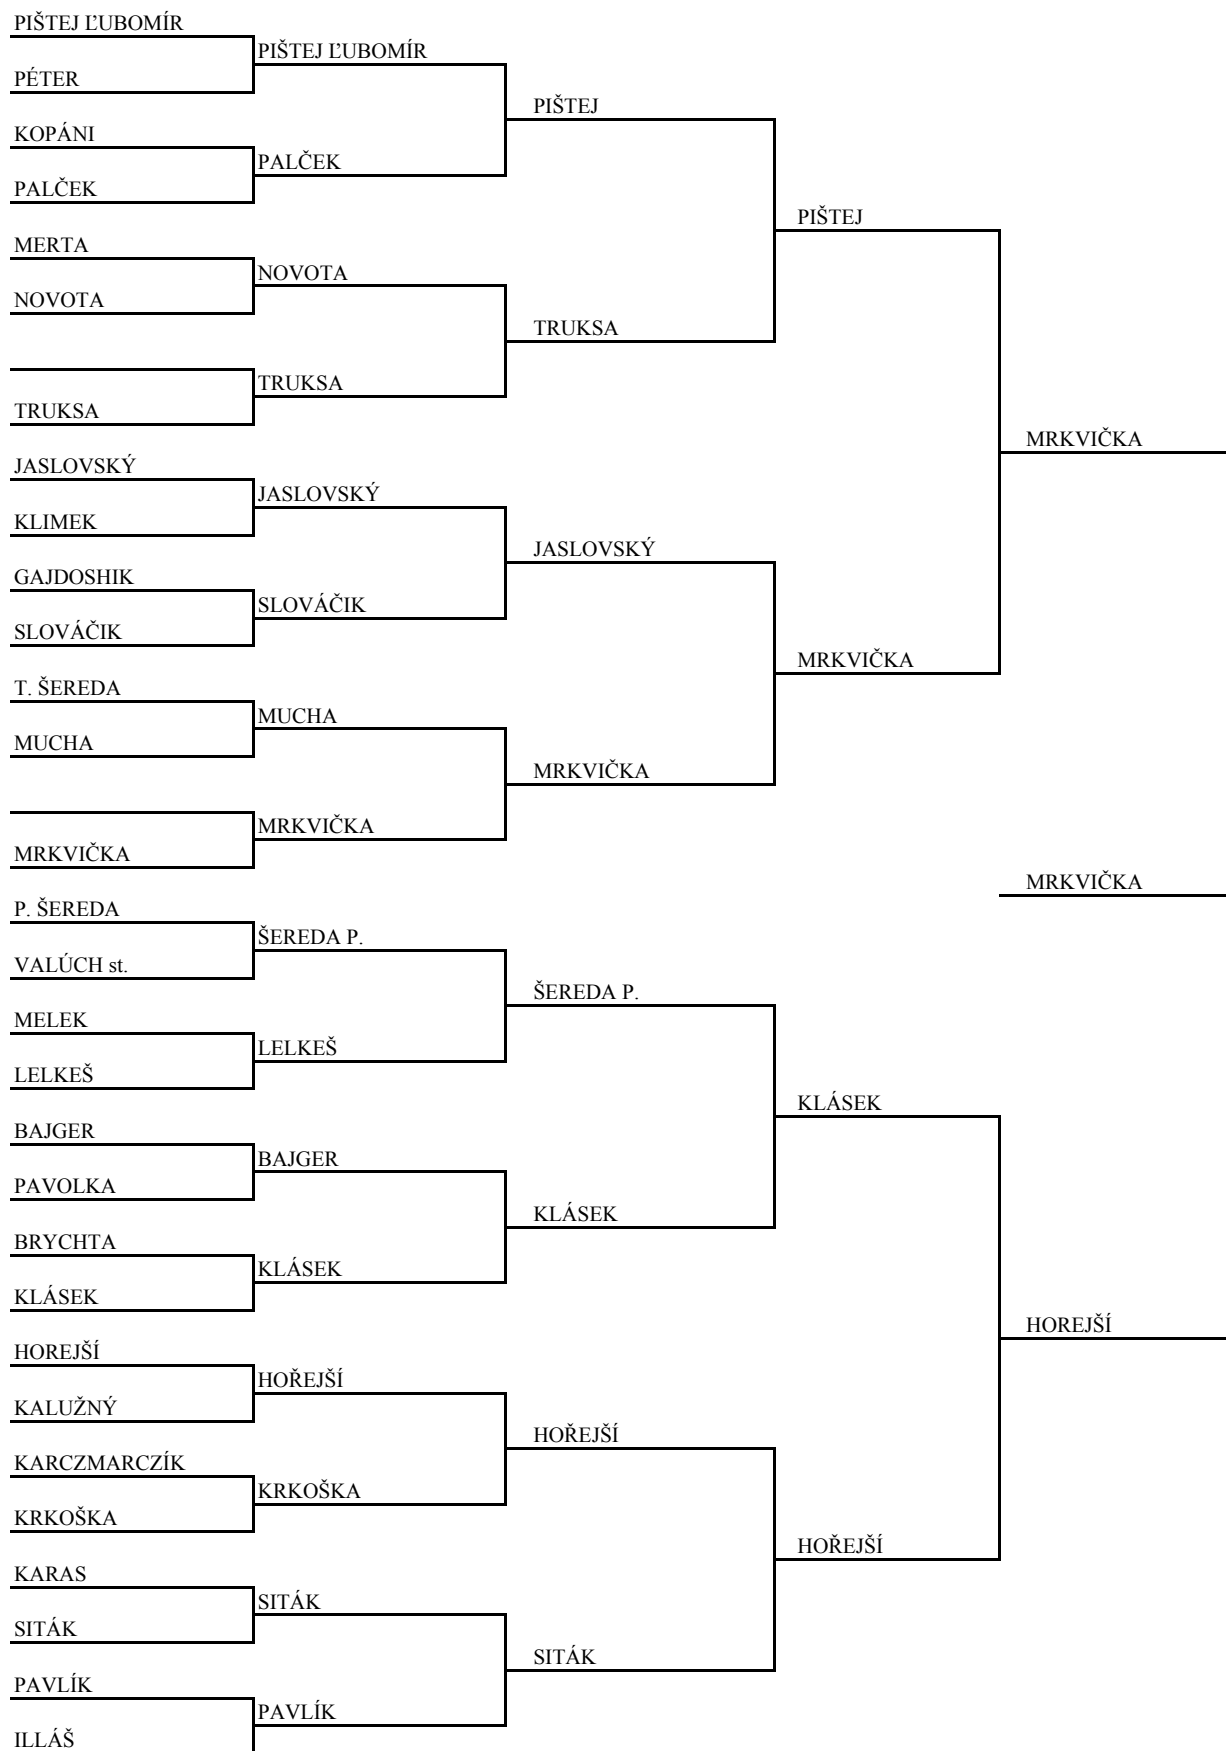 PIŠTEJ ĽUBOMÍR
PIŠTEJ ĽUBOMÍR
PÉTER
PIŠTEJ
KOPÁNI
PALČEK
PALČEK
PIŠTEJ
MERTA
NOVOTA
NOVOTA
TRUKSA
TRUKSA
TRUKSA
MRKVIČKA
JASLOVSKÝ
JASLOVSKÝ
KLIMEK
JASLOVSKÝ
GAJDOSHIK
SLOVÁČIK
SLOVÁČIK
MRKVIČKA
T. ŠEREDA
MUCHA
MUCHA
MRKVIČKA
MRKVIČKA
MRKVIČKA
MRKVIČKA
P. ŠEREDA
ŠEREDA P.
VALÚCH st.
ŠEREDA P.
MELEK
LELKEŠ
LELKEŠ
KLÁSEK
BAJGER
BAJGER
PAVOLKA
KLÁSEK
BRYCHTA
KLÁSEK
KLÁSEK
HOREJŠÍ
HOREJŠÍ
HOŘEJŠÍ
KALUŽNÝ
HOŘEJŠÍ
KARCZMARCZÍK
KRKOŠKA
KRKOŠKA
HOŘEJŠÍ
KARAS
SITÁK
SITÁK
SITÁK
PAVLÍK
PAVLÍK
ILLÁŠ